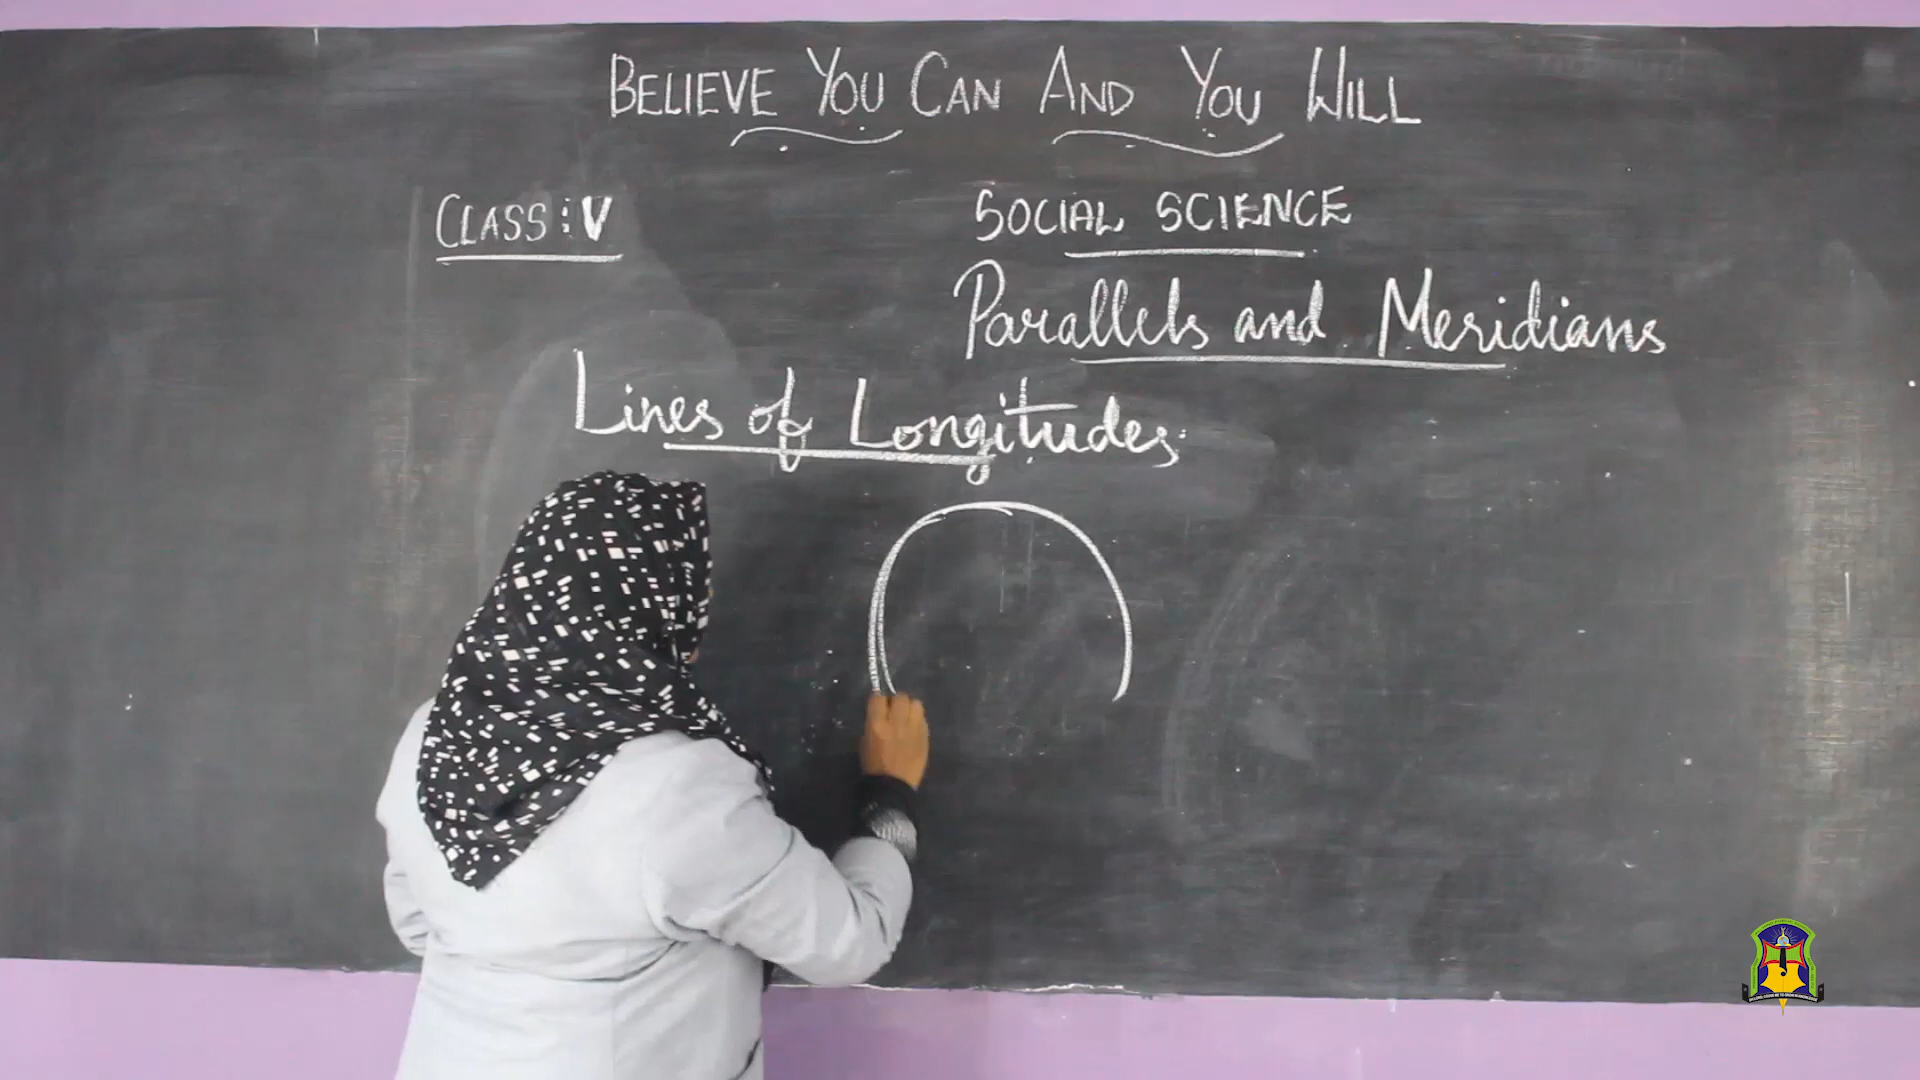 BELIEVE YOU CAN AND YOU WILL
CLASS : V
SOCIAL SCIENCE
Parallels and Meridians
Lines of Longitudes